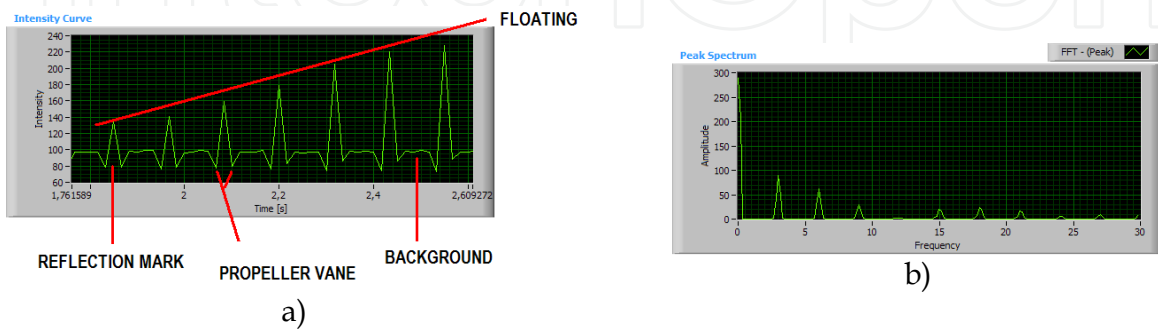 Intensity Curve
FLOATING
240
220
200
180
160
140
120
100
80
60
Intensity
1,761589
2
2,2
2,4
2,609272
Time [s]
REFLECTION MARK
PROPELLER VANE
BACKGROUND
a)
Peak Spectrum
FFT - (Peak)
300
250
200
150
100
50
0
Amplitude
0
5
10
15
20
25
30
Frequency
b)